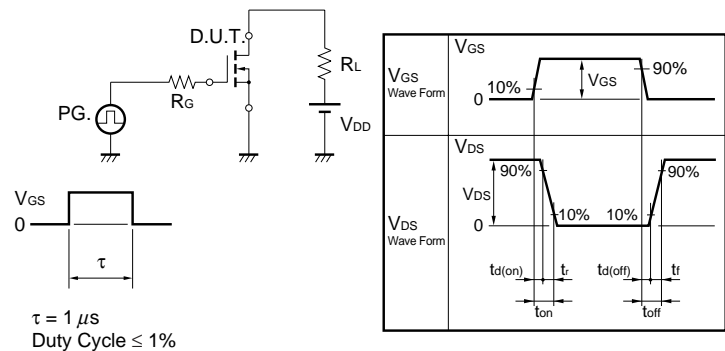 D.U.T.
RL
RG
PG.
VDD
VGS
0
τ
τ = 1 μs
Duty Cycle ≤ 1%
VGS
Wave Form
VGS
10%
VGS
90%
0
VDS
Wave Form
VDS
90%
VDS
90%
10%
10%
0
td(on)
tr
td(off)
tf
ton
toff